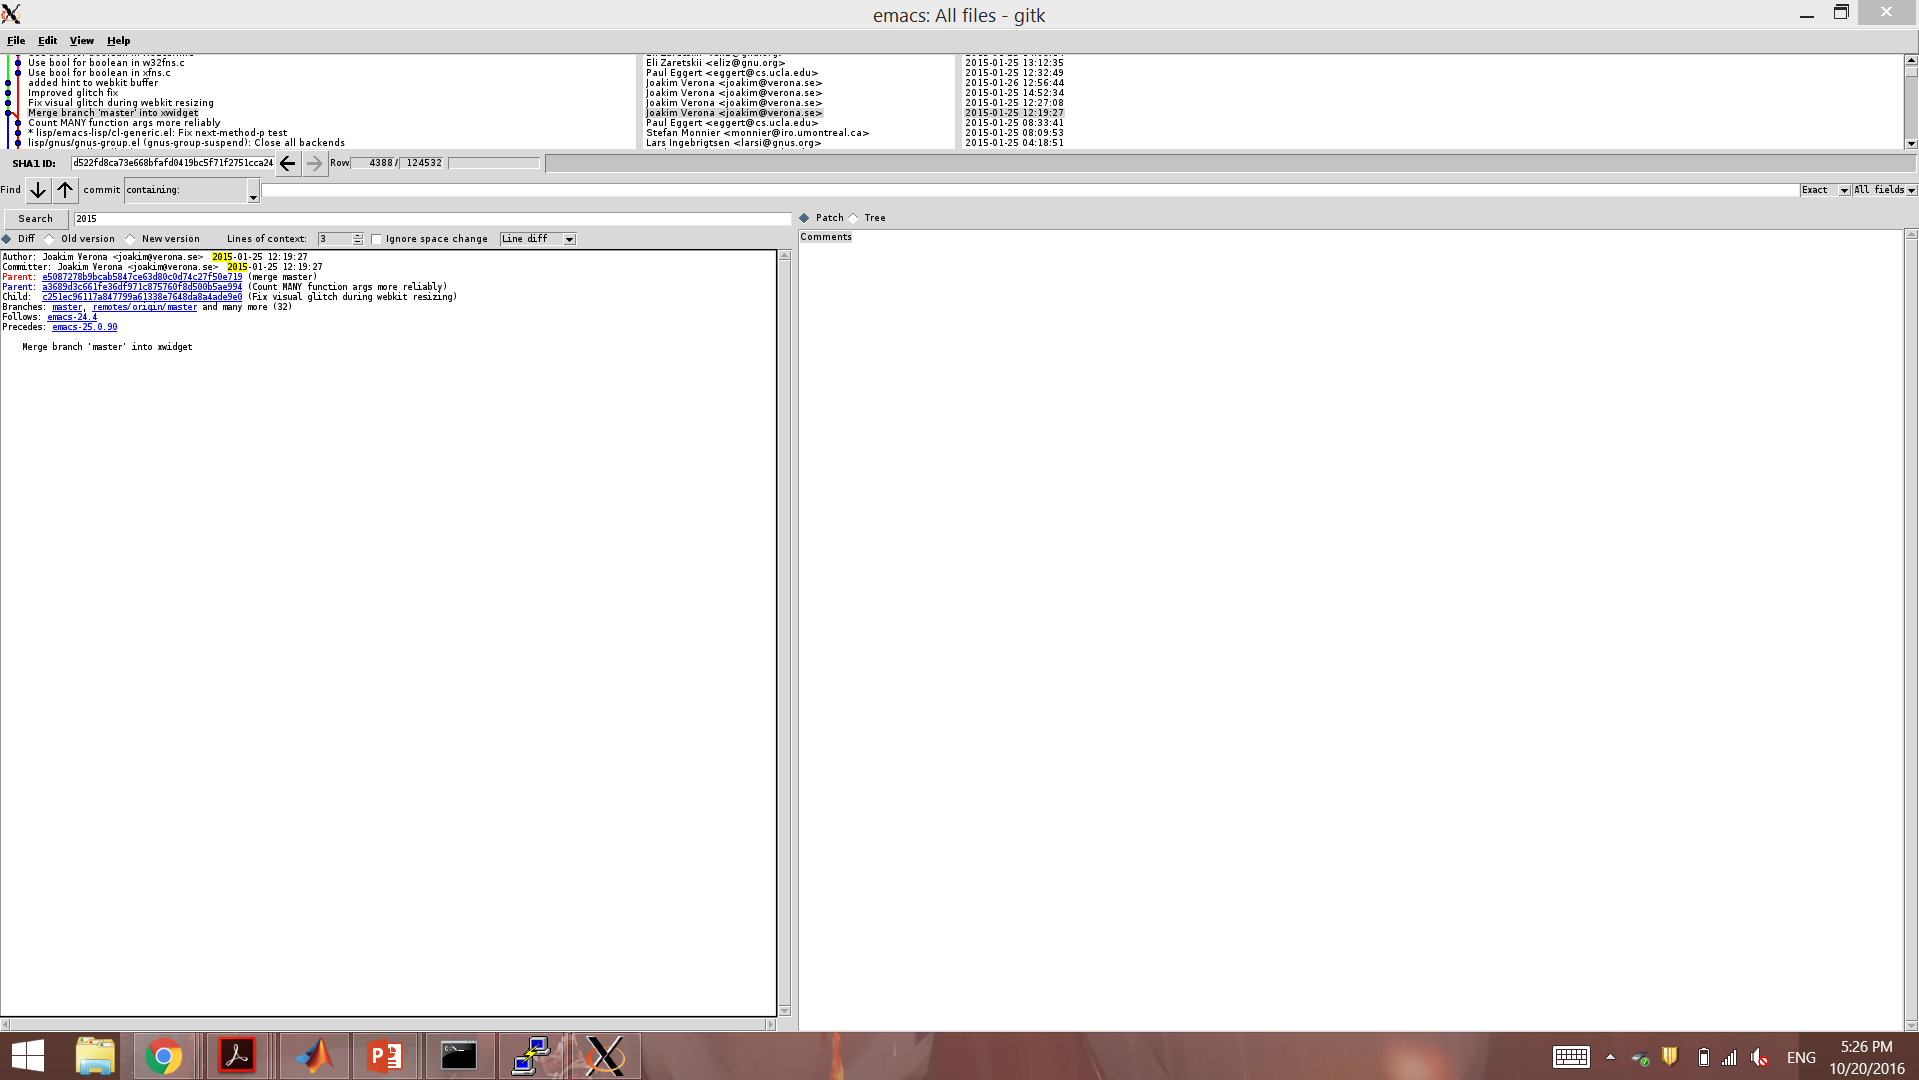 emacs: All files - gitk
File Edit View Help
Use bool for boolean in w32fns.c Eli Zaretskii <eliz@gnu.org> 2015-01-25 13:12:35
Use bool for boolean in xfns.c Paul Eggert <eggert@cs.ucla.edu> 2015-01-25 12:32:49
added hint to webkit buffer Joakim Verona <joakim@verona.se> 2015-01-26 12:56:44
Improved glitch fix Joakim Verona <joakim@verona.se> 2015-01-25 14:52:34
Fix visual glitch during webkit resizing Joakim Verona <joakim@verona.se> 2015-01-25 12:27:08
Merge branch 'master' into xwidget Joakim Verona <joakim@verona.se> 2015-01-25 12:19:27
Count MANY function args more reliably Paul Eggert <eggert@cs.ucla.edu> 2015-01-25 08:33:41
* lisp/emacs-lisp/cl-generic.el: Fix next-method-p test Stefan Monnier <monnier@iro.umontreal.ca> 2015-01-25 08:09:53
lisp/gnus/gnus-group.el (gnus-group-suspend): Close all backends Lars Ingebrigtsen <larsi@gnus.org> 2015-01-25 04:18:51
SHA1 ID: d522fd8ca73e668bfafd0419bc5f71f2751cca24 Row 4388 / 124532
Find commit containing: Exact All fields
Search 2015
Patch Tree
Diff Old version New version Lines of context: 3 Ignore space change Line diff
Comments
Author: Joakim Verona <joakim@verona.se> 2015-01-25 12:19:27
Committer: Joakim Verona <joakim@verona.se> 2015-01-25 12:19:27
Parent: e5087278b9bcab5847ce63d80c0d74c27f50e719 (merge master)
Parent: a3689d3c661fe36df971c875760f8d500b5ae994 (Count MANY function args more reliably)
Child: c251ec96117a847799a61338e7648da8a4ade9e0 (Fix visual glitch during webkit resizing)
Branches: master, remotes/origin/master and many more (32)
Follows: emacs-24.4
Precedes: emacs-25.0.90
Merge branch 'master' into xwidget
ENG
5:26 PM
10/20/2016